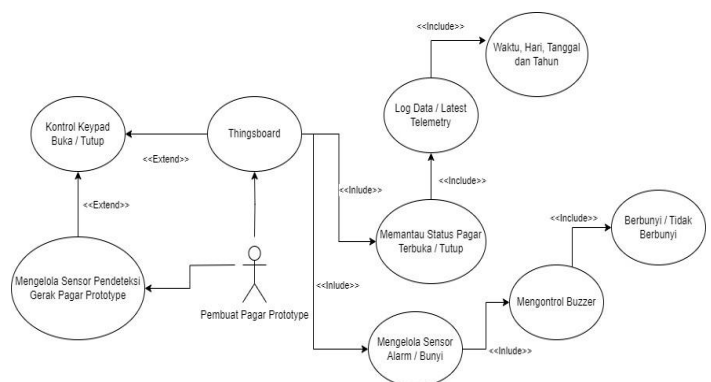 <<Include>>
Waktu, Hari, Tanggal
dan Tahun
Log Data / Latest
Telemetry
Kontrol Keypad
Buka / Tutup
Thingsboard
<<Extend>>
<<Include>>
<<Inlude>>
<<Extend>>
Memantau Status Pagar
Terbuka / Tutup
<<Include>>
Berbunyi / Tidak
Berbunyi
Mengelola Sensor Pendeteksi
Gerak Pagar Prototype
<<Inlude>>
Pembuat Pagar Prototype
Mengontrol Buzzer
Mengelola Sensor
Alarm / Bunyi
<<Inlude>>